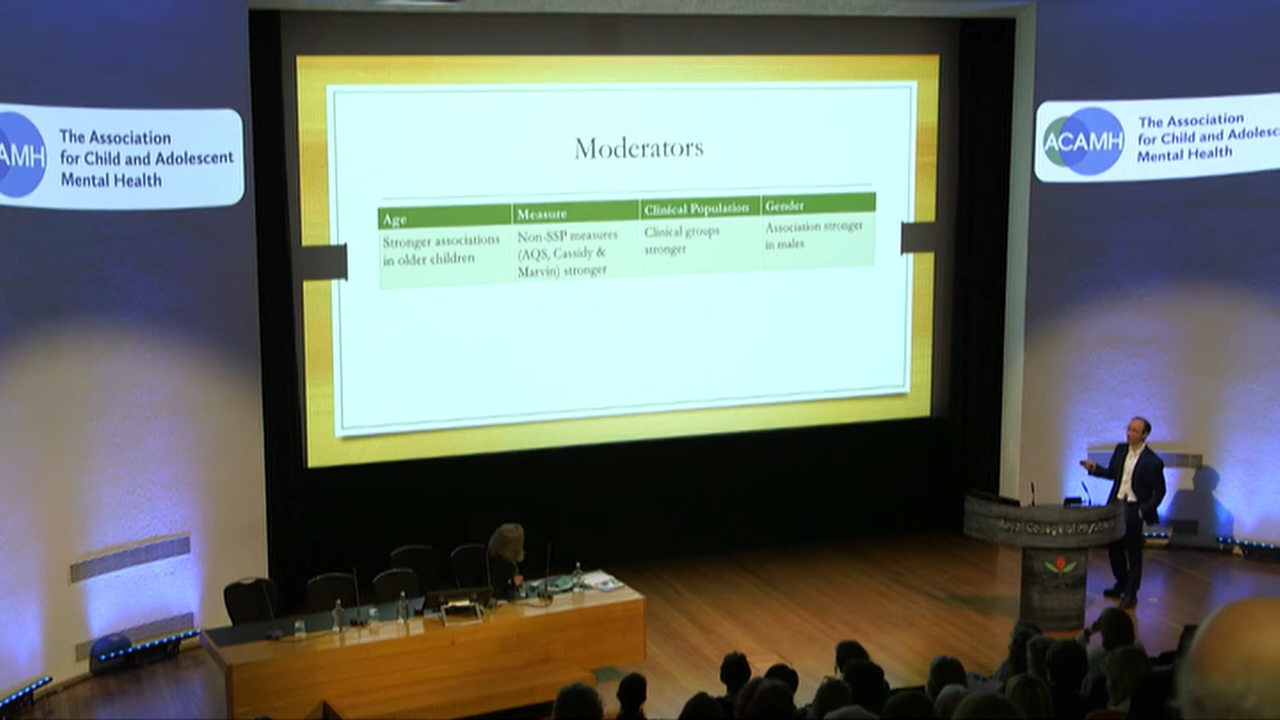 AMH
The Association
for Child and Adolescent
Mental Health
Moderators
Age
Measure
Clinical Population
Gender
Stronger associations
in older children
Non-SSP measures
(AQS, Cassidy &
Marvin) stronger
Clinical groups
stronger
Association stronger
in males
ACAMH
The Association
for Child and Adolesc
Mental Health
Royal College of Physic